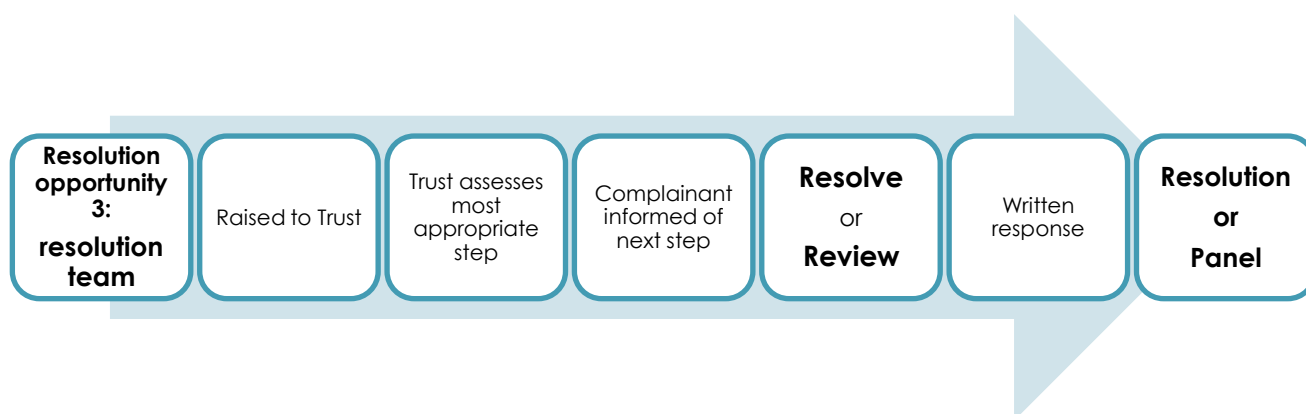 Resolution
opportunity
3:
resolution
team
Raised to Trust
Trust assesses
most
appropriate
step
Complainant
informed of
next step
Resolve
or
Review
Written
response
Resolution
or
Panel